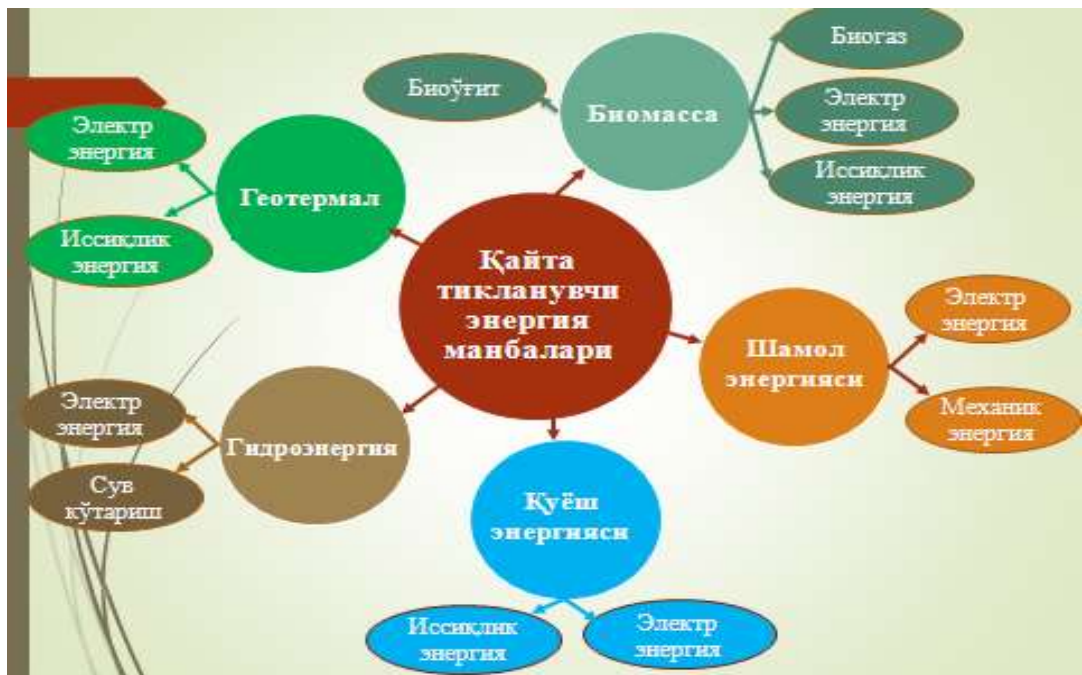 Биогаз
Биоўғит
Биомасса
Электр
энергия
Иссиқлик
энергия
Электр
энергия
Геотермал
Иссиқлик
энергия
Қайта
тикланувчи
энергия
манбалари
Шамол
энергияси
Электр
энергия
Механик
энергия
Электр
энергия
Гидроэнергия
Сув
кўтариш
Қуёш
энергияси
Иссиқлик
энергия
Электр
энергия